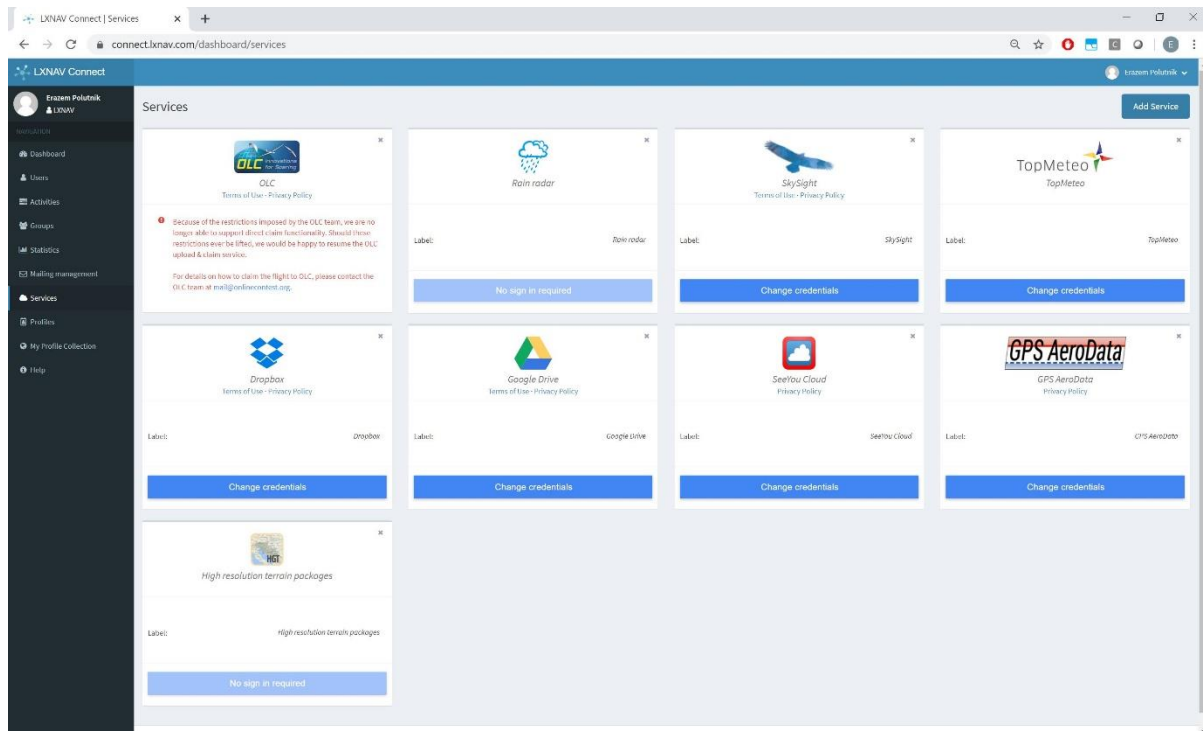 LXNAV Connect | Services
connect.lxnav.com/dashboard/services
E
LXNAV Connect
Erazem Polutnik
Erazem Polutnik
LXNAV
NAVIGATION
Dashboard
Users
Activities
Groups
Statistics
Mailing management
Services
Profiles
My Profile Collection
Help
Services
Add Service
OLC Innovations for Soaring
OLC
Terms of Use - Privacy Policy
Because of the restrictions imposed by the OLC team, we are no
longer able to support direct claim functionality. Should these
restrictions ever be lifted, we would be happy to resume the OLC
upload & claim service.
For details on how to claim the flight to OLC, please contact the
OLC team at mail@onlinecontest.org.
Rain radar
Label: Rain radar
No sign in required
SkySight
Terms of Use - Privacy Policy
Label: SkySight
Change credentials
TopMeteo
TopMeteo
Label: TopMeteo
Change credentials
Dropbox
Terms of Use - Privacy Policy
Label: Dropbox
Change credentials
Google Drive
Terms of Use - Privacy Policy
Label: Google Drive
Change credentials
SeeYou Cloud
Privacy Policy
Label: SeeYou Cloud
Change credentials
GPS AeroData
GPS AeroData
Privacy Policy
Label: GPS AeroData
Change credentials
HGT
High resolution terrain packages
Label: High resolution terrain packages
No sign in required